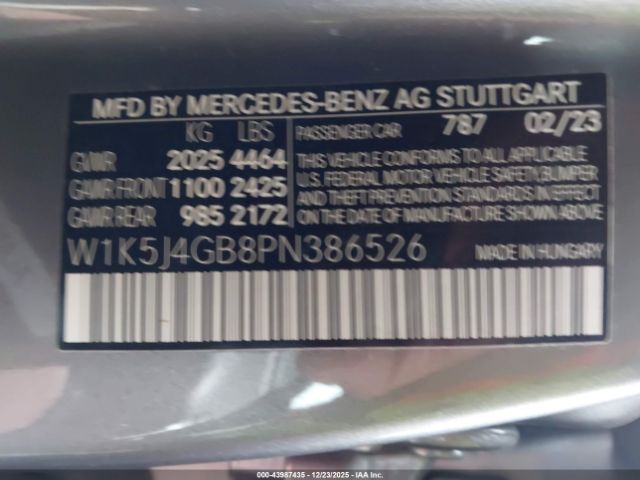 MFD BY MERCEDES-BENZ AG STUTTGART
KG LBS
GVWR 2025 4464
GAWR FRONT 1100 2425
GAWR REAR 985 2172
PASSENGER CAR 787 02/23
THIS VEHICLE CONFORMS TO ALL APPLICABLE
U.S. FEDERAL MOTOR VEHICLE SAFETY, BUMPER
AND THEFT PREVENTION STANDARDS IN EFFECT
ON THE DATE OF MANUFACTURE SHOWN ABOVE.
W1K5J4GB8PN386526
MADE IN HUNGARY
000-43987435 - 12/23/2025 - IAA Inc.